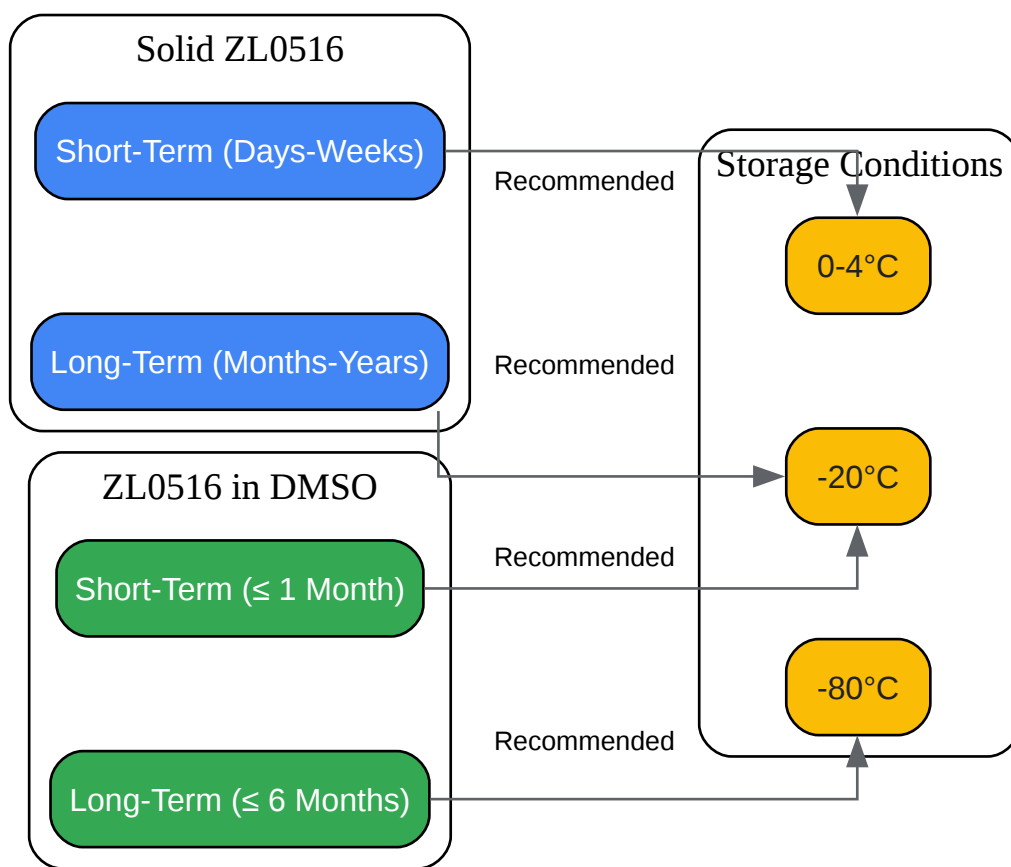 Solid ZL0516
Short-Term (Days-Weeks)
Recommended
Long-Term (Months-Years)
Recommended
ZL0516 in DMSO
Short-Term (≤ 1 Month)
Recommended
Long-Term (≤ 6 Months)
Recommended
Storage Conditions
0-4°C
-20°C
-80°C